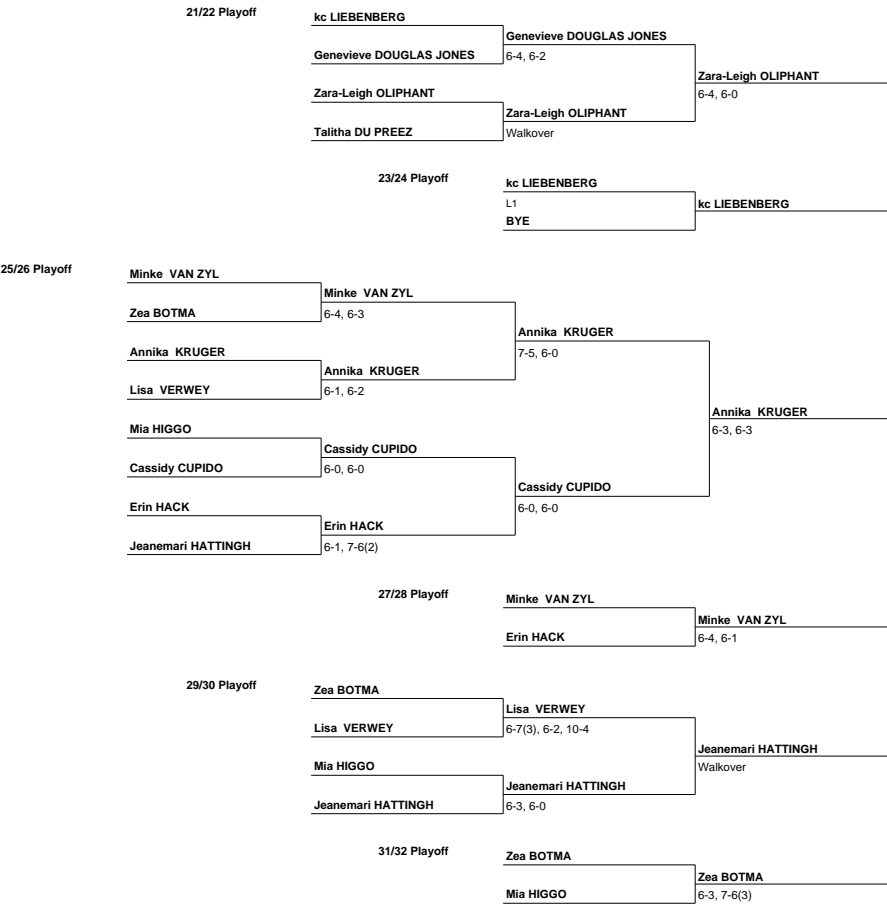 21/22 Playoff
kc LIEBENBERG
Genevieve DOUGLAS JONES
Genevieve DOUGLAS JONES
6-4, 6-2
Zara-Leigh OLIPHANT
6-4, 6-0
Zara-Leigh OLIPHANT
Zara-Leigh OLIPHANT
Talitha DU PREEZ
Walkover
23/24 Playoff
kc LIEBENBERG
L1
kc LIEBENBERG
BYE
25/26 Playoff
Minke VAN ZYL
Minke VAN ZYL
Zea BOTMA
6-4, 6-3
Annika KRUGER
7-5, 6-0
Annika KRUGER
Annika KRUGER
Lisa VERWEY
6-1, 6-2
Annika KRUGER
6-3, 6-3
Mia HIGGO
Cassidy CUPIDO
Cassidy CUPIDO
6-0, 6-0
Cassidy CUPIDO
6-0, 6-0
Erin HACK
Erin HACK
Jeanemari HATTINGH
6-1, 7-6(2)
27/28 Playoff
Minke VAN ZYL
Minke VAN ZYL
Erin HACK
6-4, 6-1
29/30 Playoff
Zea BOTMA
Lisa VERWEY
Lisa VERWEY
6-7(3), 6-2, 10-4
Jeanemari HATTINGH
Walkover
Mia HIGGO
Jeanemari HATTINGH
Jeanemari HATTINGH
6-3, 6-0
31/32 Playoff
Zea BOTMA
Zea BOTMA
Mia HIGGO
6-3, 7-6(3)